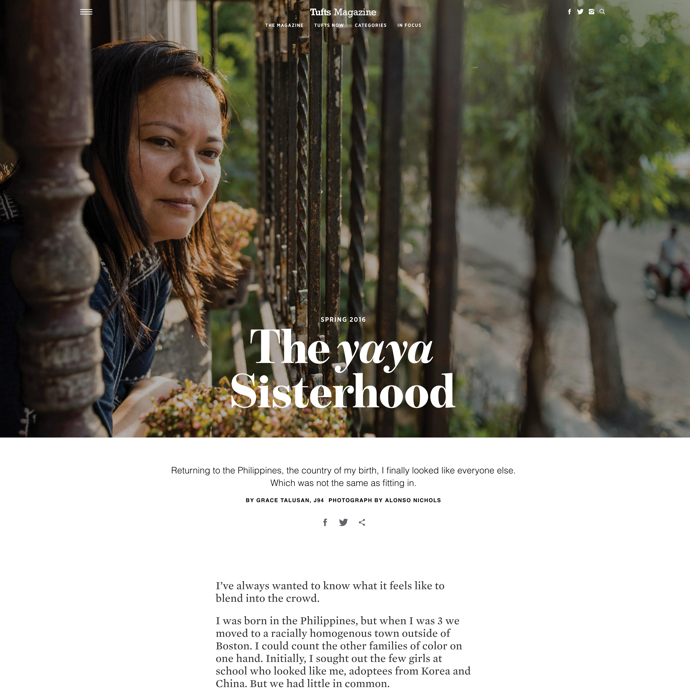 Tufts Magazine
THE MAGAZINE TUFTS NOW CATEGORIES IN FOCUS
SPRING 2016
The yaya
Sisterhood
Returning to the Philippines, the country of my birth, I finally looked like everyone else.
Which was not the same as fitting in.
BY GRACE TALUSAN, J94 PHOTOGRAPH BY ALONSO NICHOLS
I’ve always wanted to know what it feels like to
blend into the crowd.
I was born in the Philippines, but when I was 3 we
moved to a racially homogenous town outside of
Boston. I could count the other families of color on
one hand. Initially, I sought out the few girls at
school who looked like me, adoptees from Korea and
China. But we had little in common.